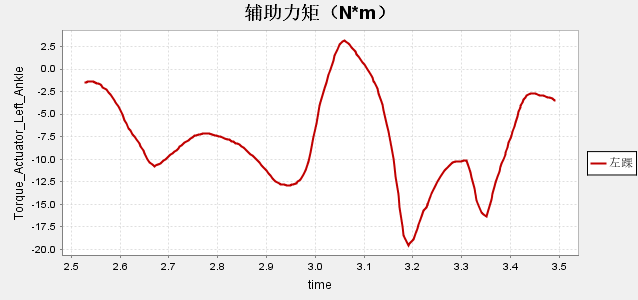 辅助力矩（N*m）
Torque_Actuator_Left_Ankle
2.5
0.0
-2.5
-5.0
-7.5
-10.0
-12.5
-15.0
-17.5
-20.0
2.5 2.6 2.7 2.8 2.9 3.0 3.1 3.2 3.3 3.4 3.5
time
左踝